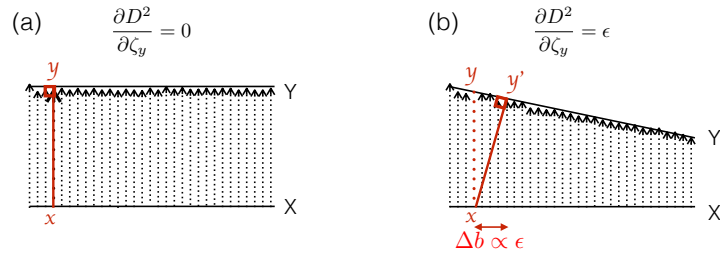 (a) ∂D²/∂ζ_y = 0
y
Y
x
X
(b) ∂D²/∂ζ_y = ϵ
y
y’
Y
x
X
Δb ∝ ϵ